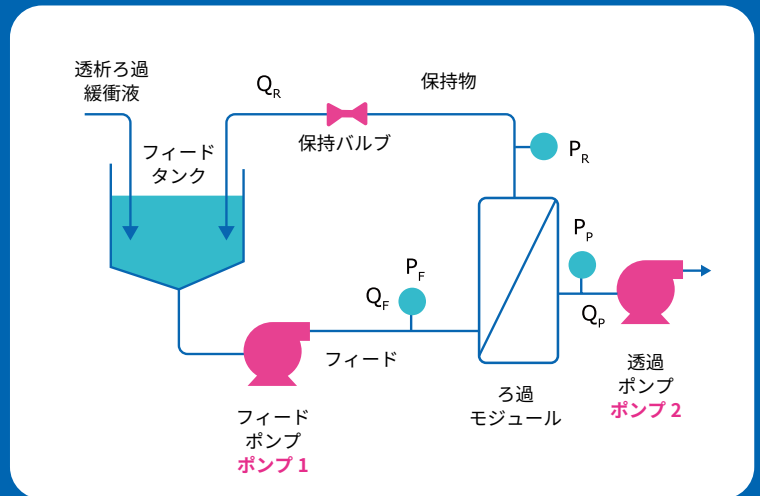 透析ろ過
緩衝液
QR
保持物
保持バルブ
フィード
タンク
PR
PP
PF
QF
QP
フィード
ろ過
モジュール
透過
ポンプ
ポンプ 2
フィード
ポンプ
ポンプ 1